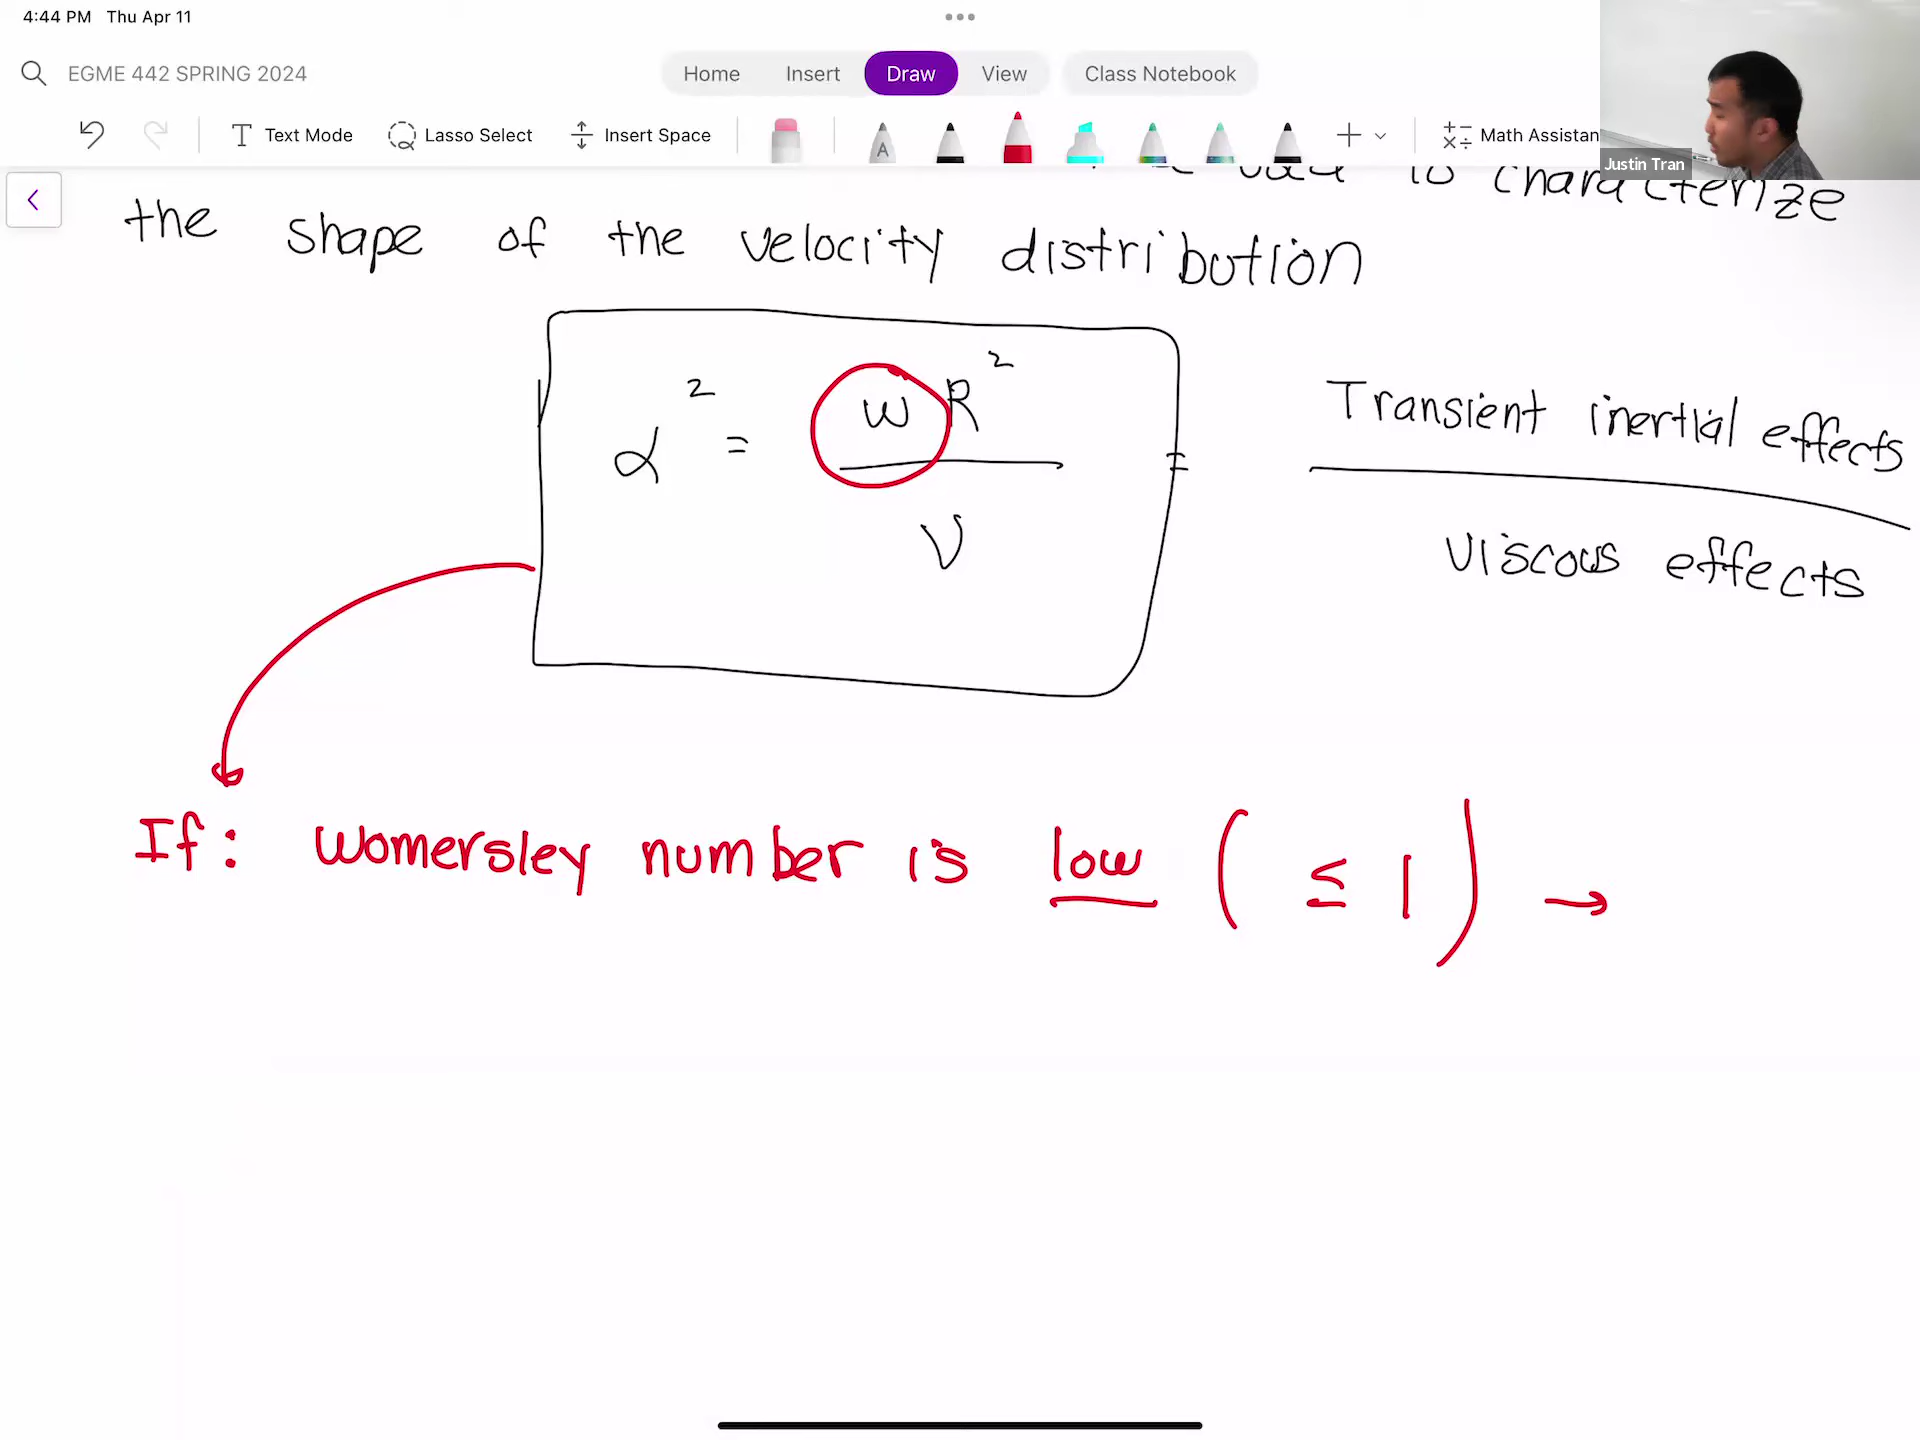 4:44 PM Thu Apr 11
EGME 442 SPRING 2024
Home Insert Draw View Class Notebook
Text Mode Lasso Select Insert Space Math Assistan
Justin Tran
to characterize
the shape of the velocity distribution
α² = ωR² / ν = Transient inertial effects / viscous effects
If: Womersley number is low ( ≤ 1 ) →